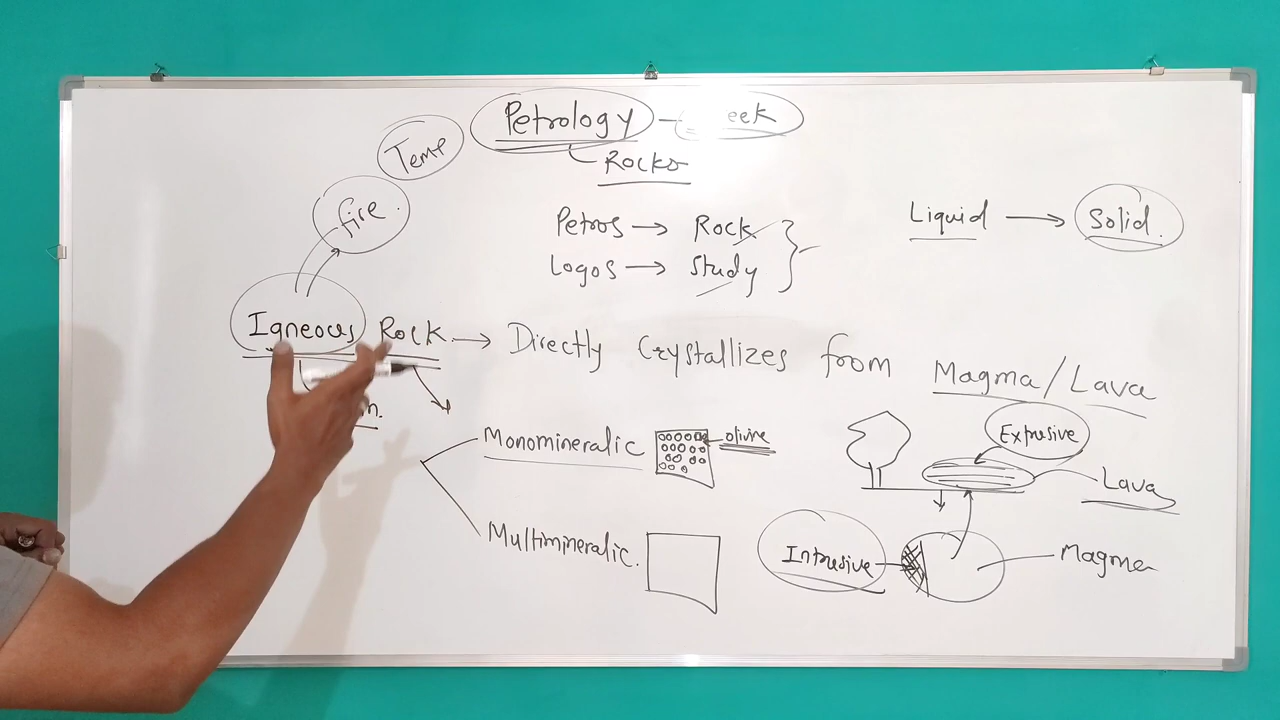 Petrology - eek
Rocks
Temp
fire.
Petros → Rock
Logos → Study
Liquid → Solid.
Igneous Rock → Directly Crystallizes from Magma/Lava
Monomineralic
olivine
Multimineralic.
Expusive
Lava
Intrusive
Magma